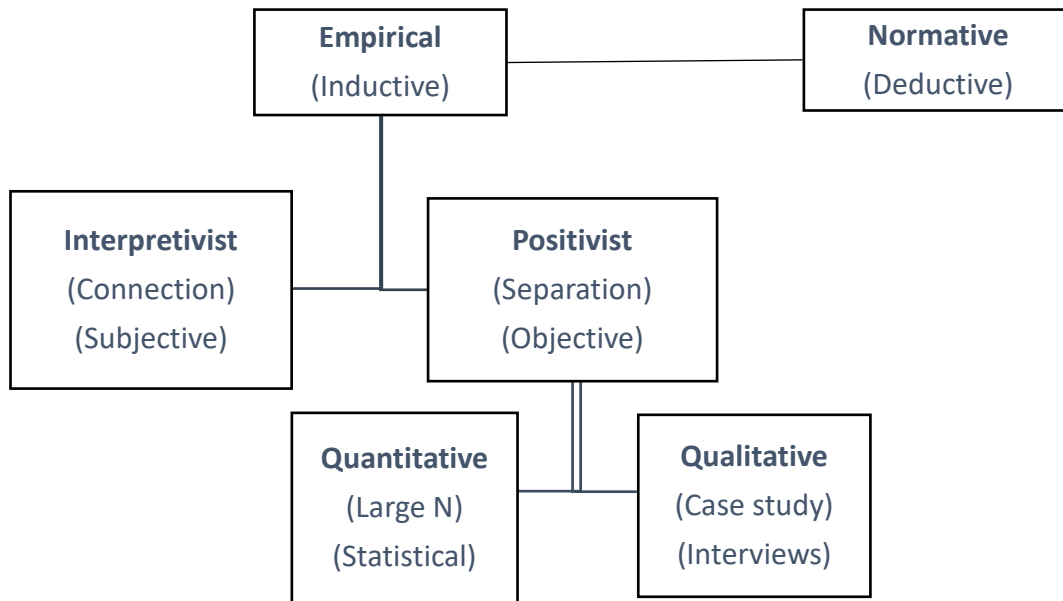 Empirical
(Inductive)
Normative
(Deductive)
Interpretivist
(Connection)
(Subjective)
Positivist
(Separation)
(Objective)
Quantitative
(Large N)
(Statistical)
Qualitative
(Case study)
(Interviews)